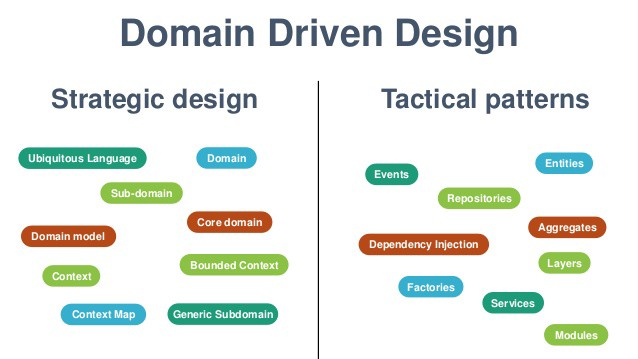 Domain Driven Design
Strategic design
Ubiquitous Language
Domain
Sub-domain
Core domain
Domain model
Bounded Context
Context
Context Map
Generic Subdomain
Tactical patterns
Entities
Events
Repositories
Aggregates
Dependency Injection
Layers
Factories
Services
Modules